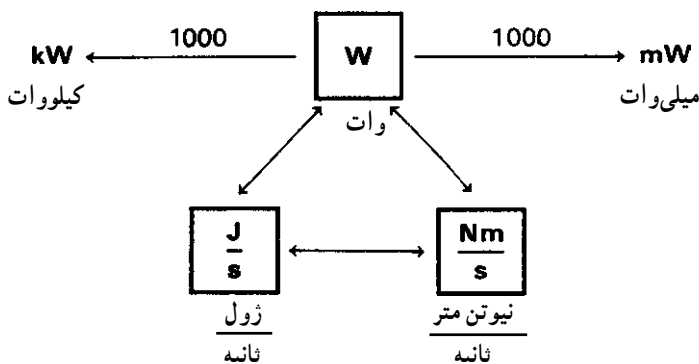 kW 1000 W 1000 mW
کیلووات وات میلی‌وات
J/s Nm/s
ژول نیوتن متر
ثانیه ثانیه